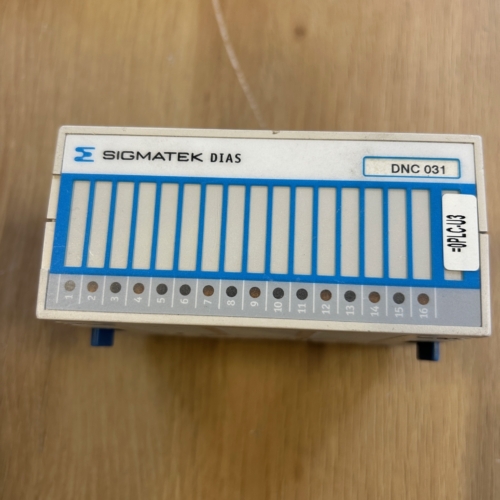 Σ SIGMATEK DIAS
DNC 031
=0PLC-U3
1 2 3 4 5 6 7 8 9 10 11 12 13 14 15 16